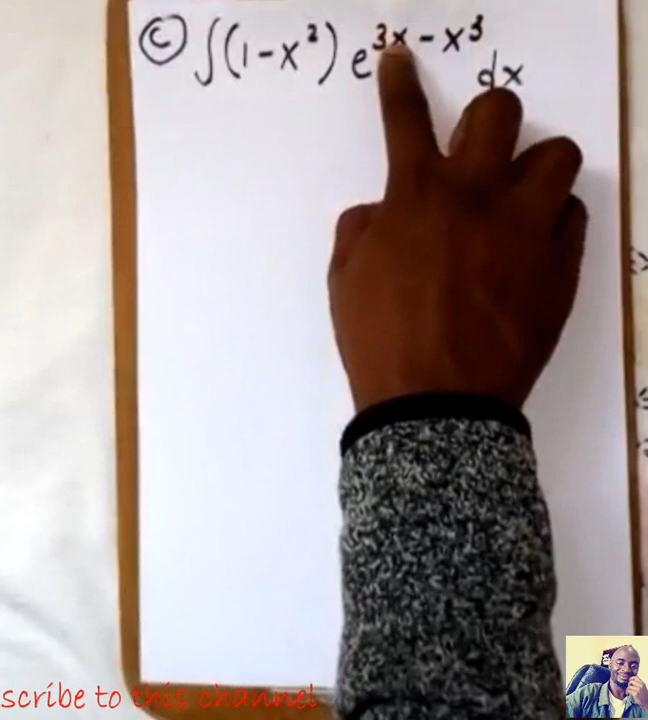 Ⓒ ∫(1-x²) e^{3x-x³} dx
scribe to this channel